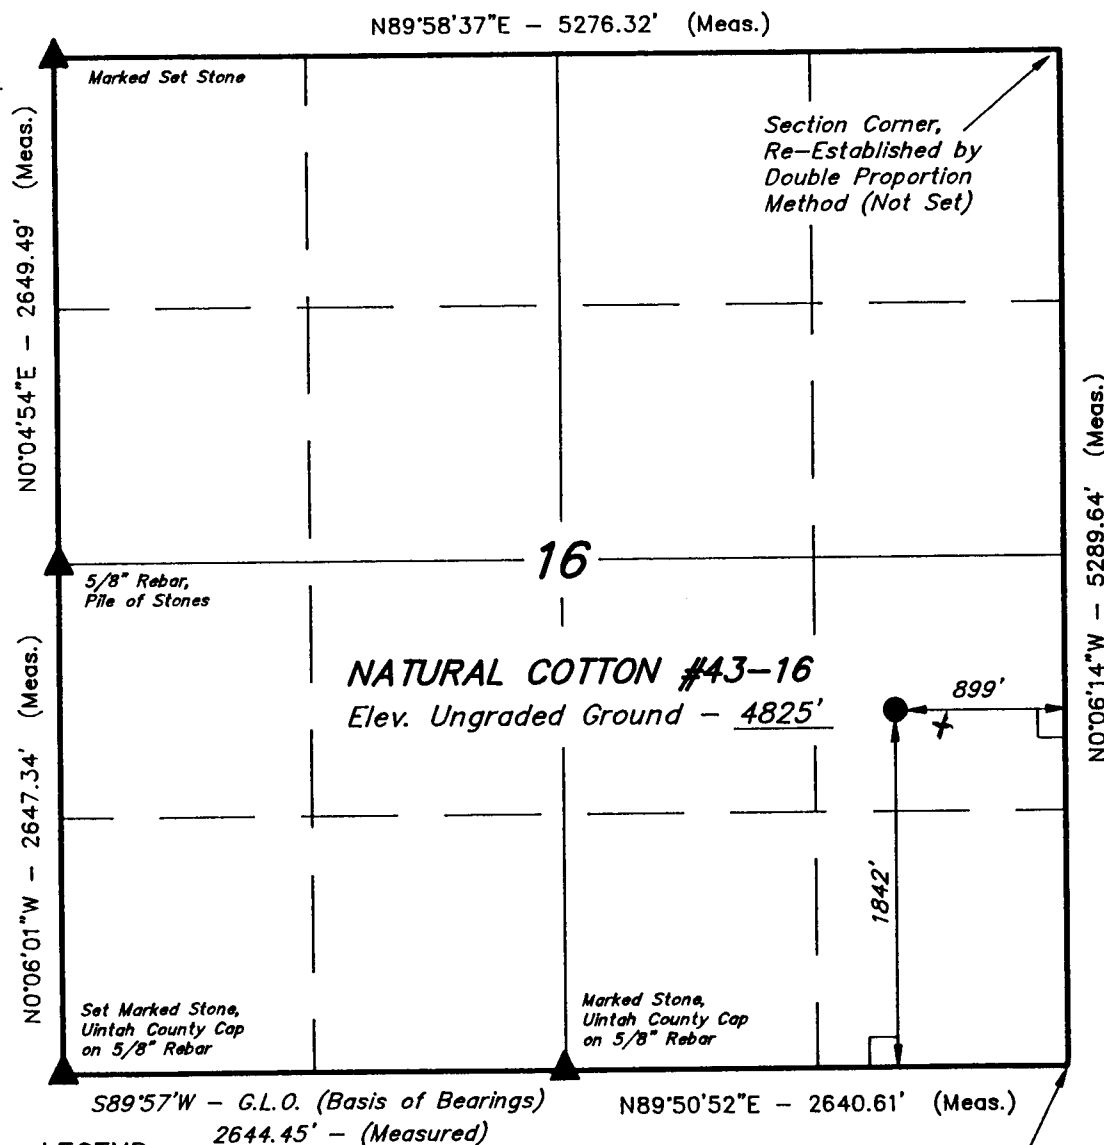 N89°58'37"E – 5276.32' (Meas.)
Marked Set Stone
Section Corner,
Re–Established by
Double Proportion
Method (Not Set)
N0°04'54"E – 2649.49' (Meas.)
16
5/8" Rebar,
Pile of Stones
N0°06'14"W – 5289.64' (Meas.)
NATURAL COTTON #43–16
Elev. Ungraded Ground – 4825'
899'
1842'
N0°06'01"W – 2647.34' (Meas.)
Set Marked Stone,
Uintah County Cap
on 5/8" Rebar
Marked Stone,
Uintah County Cap
on 5/8" Rebar
S89°57'W – G.L.O. (Basis of Bearings)
2644.45' – (Measured)
N89°50'52"E – 2640.61' (Meas.)